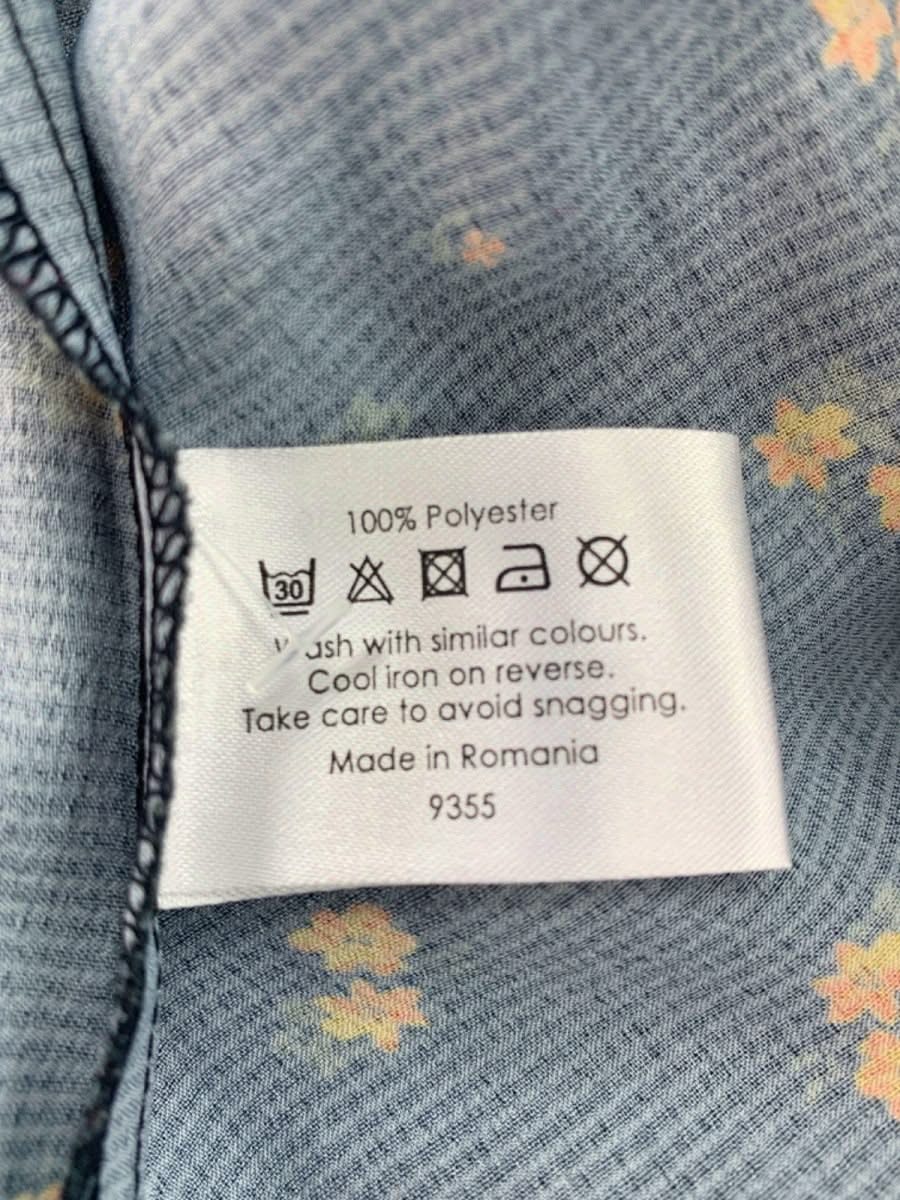 100% Polyester
30
Wash with similar colours.
Cool iron on reverse.
Take care to avoid snagging.
Made in Romania
9355